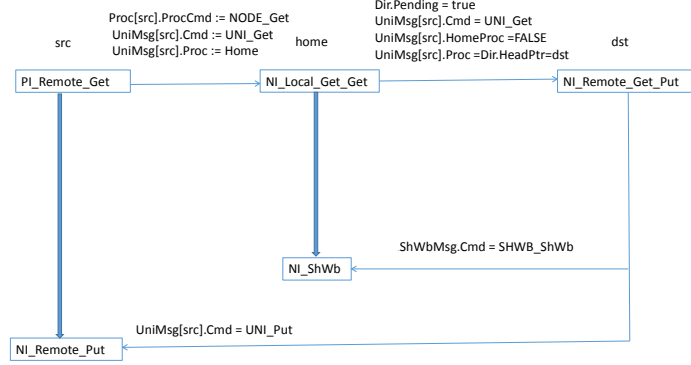 Dir.Pending = true
Proc[src].ProcCmd := NODE_Get
UniMsg[src].Cmd = UNI_Get
UniMsg[src].Cmd := UNI_Get
UniMsg[src].HomeProc =FALSE
src
UniMsg[src].Proc := Home
home
UniMsg[src].Proc =Dir.HeadPtr=dst
dst
PI_Remote_Get
NI_Local_Get_Get
NI_Remote_Get_Put
ShWbMsg.Cmd = SHWB_ShWb
NI_ShWb
UniMsg[src].Cmd = UNI_Put
NI_Remote_Put